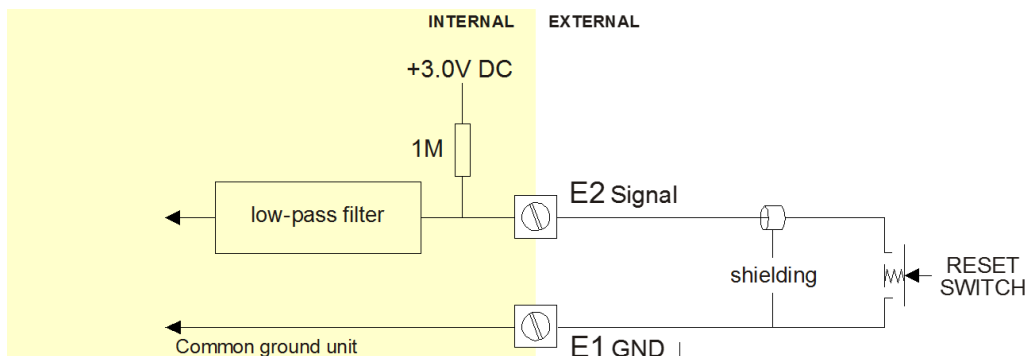 INTERNAL EXTERNAL
+3.0V DC
1M
E2 Signal
low-pass filter
shielding
RESET
SWITCH
E1 GND
Common ground unit